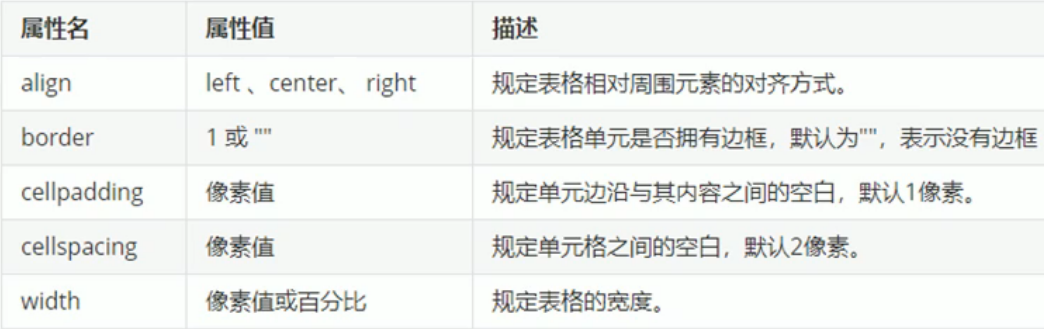 属性名 属性值 描述
align left 、center、 right 规定表格相对周围元素的对齐方式。
border 1 或 "" 规定表格单元是否拥有边框，默认为""，表示没有边框
cellpadding 像素值 规定单元边沿与其内容之间的空白，默认1像素。
cellspacing 像素值 规定单元格之间的空白，默认2像素。
width 像素值或百分比 规定表格的宽度。